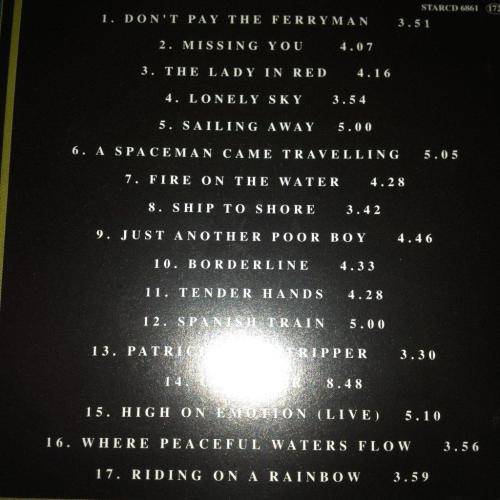 STARCD 6861 172
1. DON'T PAY THE FERRYMAN 3.51
2. MISSING YOU 4.07
3. THE LADY IN RED 4.16
4. LONELY SKY 3.54
5. SAILING AWAY 5.00
6. A SPACEMAN CAME TRAVELLING 5.05
7. FIRE ON THE WATER 4.28
8. SHIP TO SHORE 3.42
9. JUST ANOTHER POOR BOY 4.46
10. BORDERLINE 4.33
11. TENDER HANDS 4.28
12. SPANISH TRAIN 5.00
13. TRIPPER 3.30
14. 8.48
15. HIGH ON EMOTION (LIVE) 5.10
16. WHERE PEACEFUL WATERS FLOW 3.56
17. RIDING ON A RAINBOW 3.59